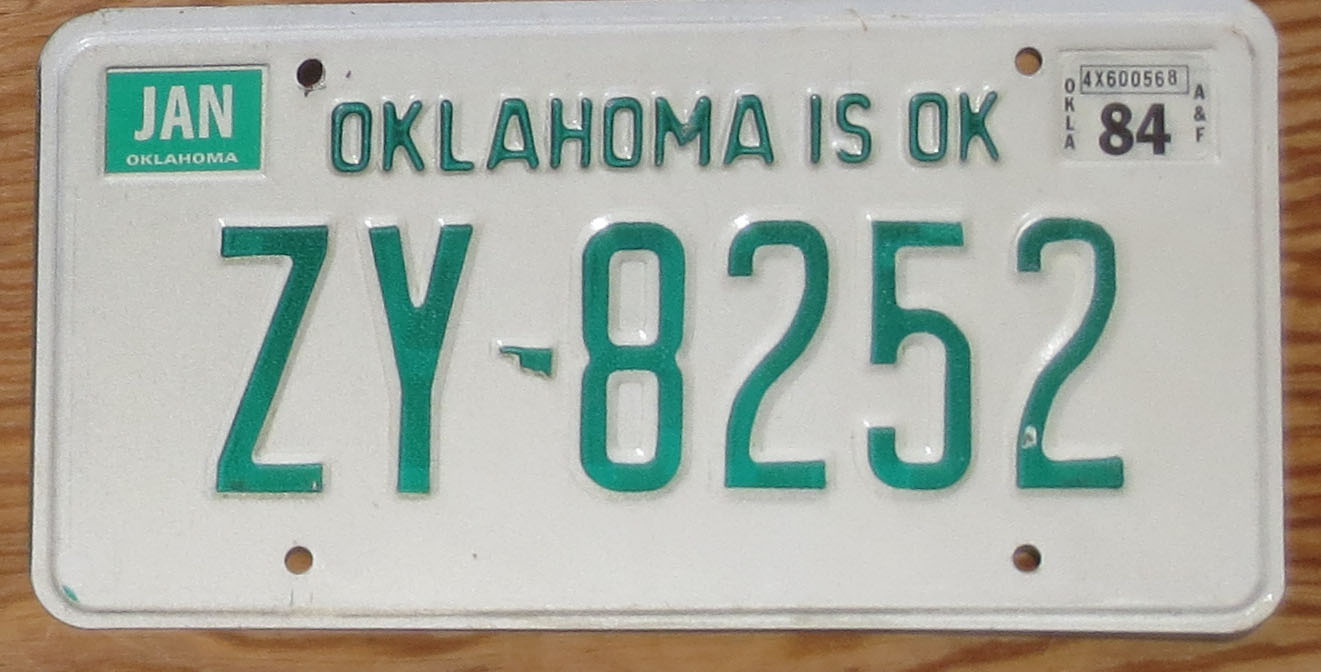 JAN
OKLAHOMA
OKLAHOMA IS OK
4X600568
OKLA
84
A&F
ZY-8252